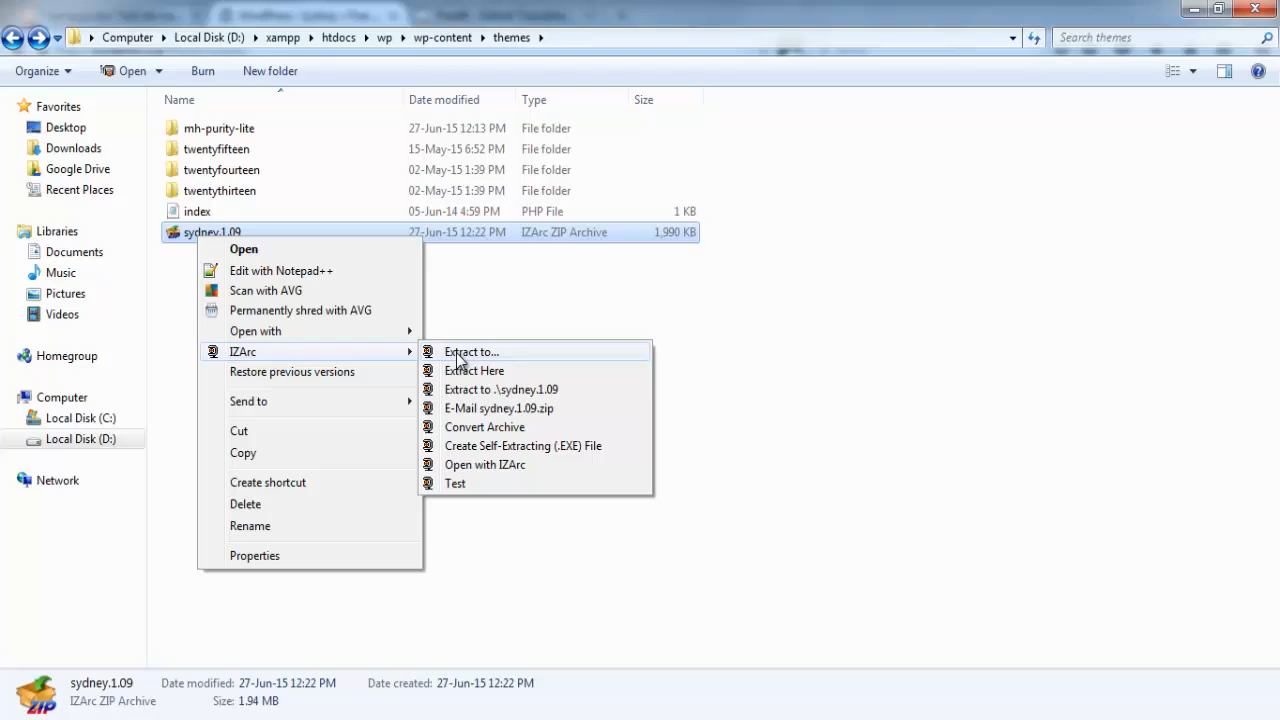 Computer Local Disk (D:) xampp htdocs wp wp-content themes
Search themes
Organize Open Burn New folder
Name Date modified Type Size
Favorites
Desktop
Downloads
Google Drive
Recent Places
Libraries
Documents
Music
Pictures
Videos
Homegroup
Computer
Local Disk (C:)
Local Disk (D:)
Network
mh-purity-lite 27-Jun-15 12:13 PM File folder
twentyfifteen 15-May-15 6:52 PM File folder
twentyfourteen 02-May-15 1:39 PM File folder
twentythirteen 02-May-15 1:39 PM File folder
index 05-Jun-14 4:59 PM PHP File 1 KB
sydney.1.09 27-Jun-15 12:22 PM IZArc ZIP Archive 1,990 KB
Open
Edit with Notepad++
Scan with AVG
Permanently shred with AVG
Open with
IZArc
Restore previous versions
Send to
Cut
Copy
Create shortcut
Delete
Rename
Properties
Extract to...
Extract Here
Extract to .\sydney.1.09
E-Mail sydney.1.09.zip
Convert Archive
Create Self-Extracting (.EXE) File
Open with IZArc
Test
sydney.1.09 Date modified: 27-Jun-15 12:22 PM Date created: 27-Jun-15 12:22 PM
IZArc ZIP Archive Size: 1.94 MB
ZIP